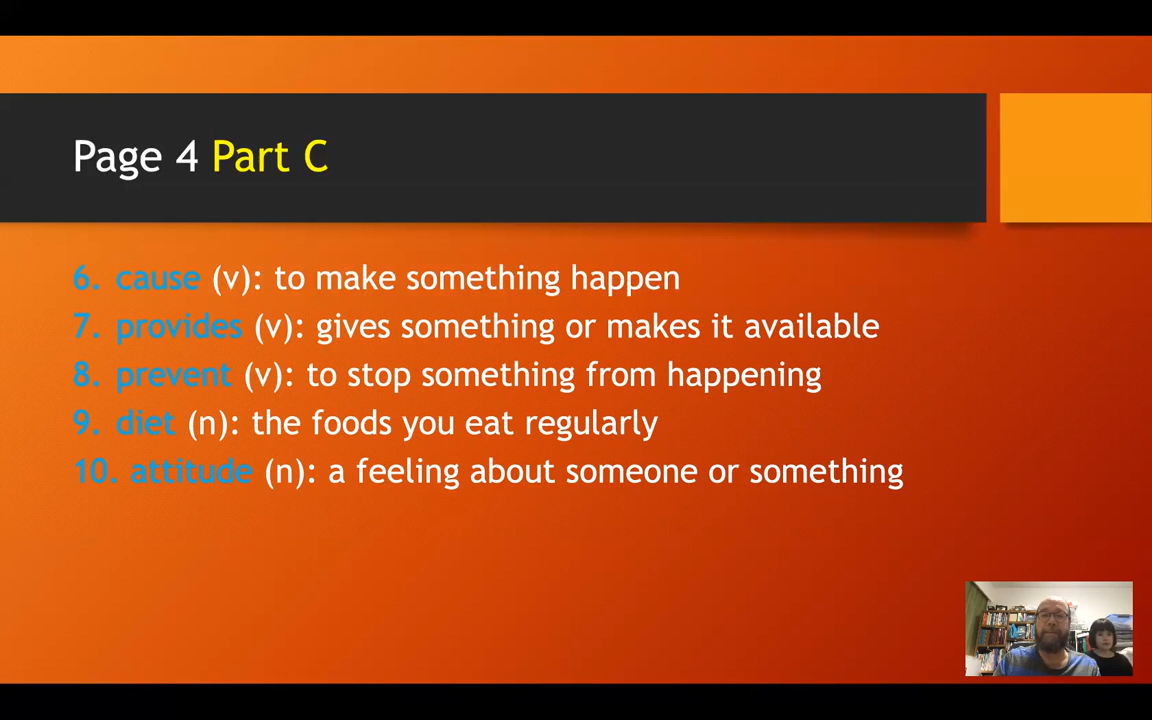 Page 4 Part C
6. cause (v): to make something happen
7. provides (v): gives something or makes it available
8. prevent (v): to stop something from happening
9. diet (n): the foods you eat regularly
10. attitude (n): a feeling about someone or something